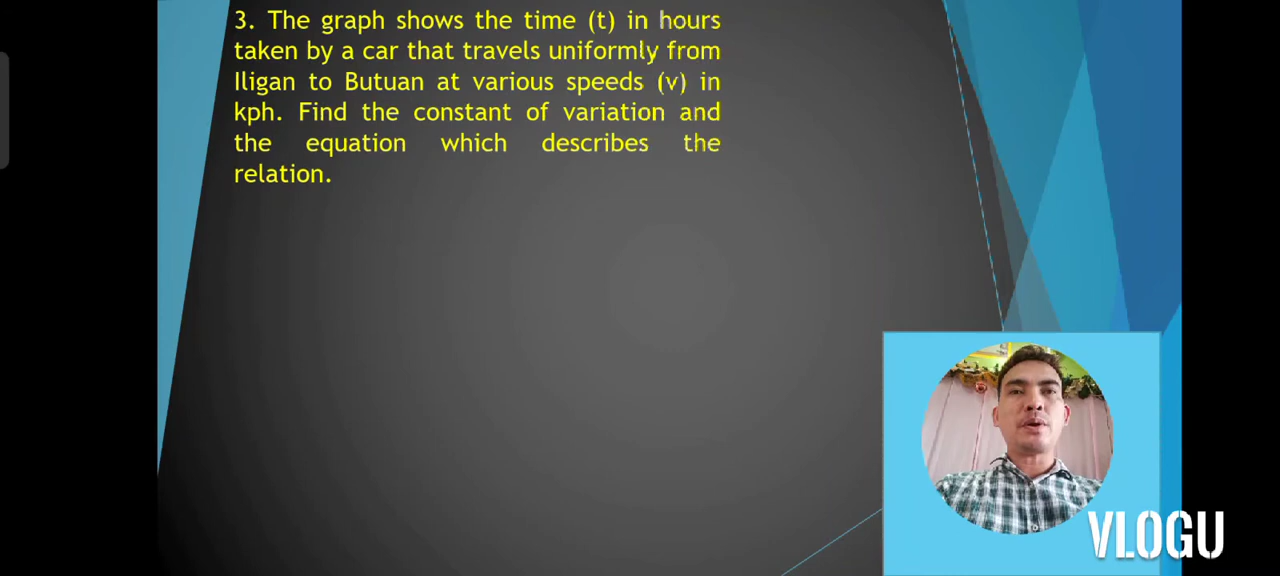 3. The graph shows the time (t) in hours
taken by a car that travels uniformly from
Iligan to Butuan at various speeds (v) in
kph. Find the constant of variation and
the equation which describes the
relation.
VLOGU